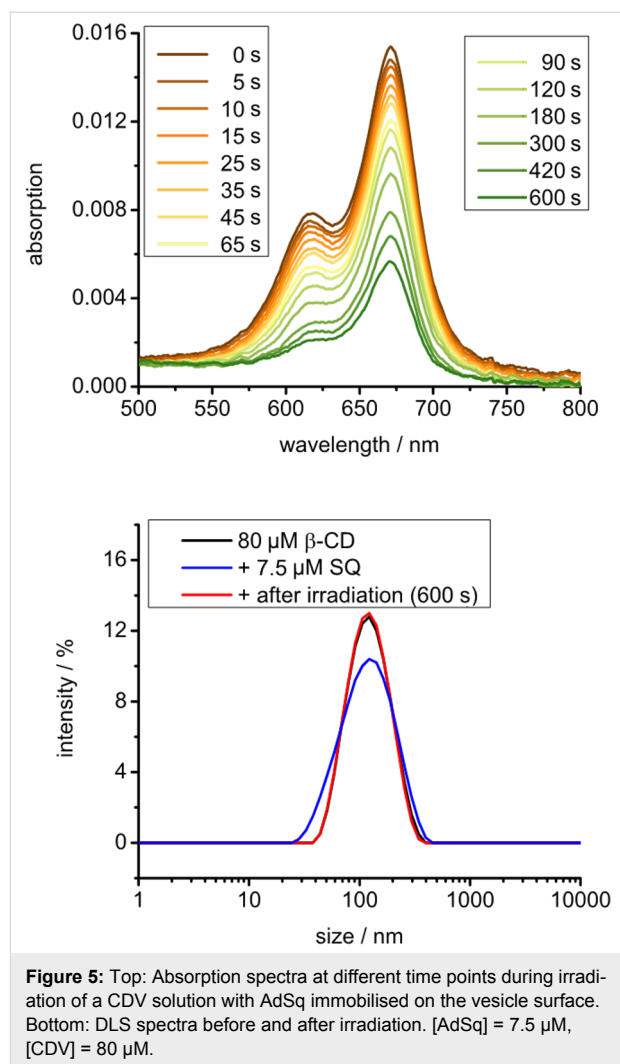 0.016
0.012
0.008
0.004
0.000
absorption
0 s
5 s
10 s
15 s
25 s
35 s
45 s
65 s
90 s
120 s
180 s
300 s
420 s
600 s
500 550 600 650 700 750 800
wavelength / nm
16
12
8
4
0
intensity / %
80 µM β-CD
+ 7.5 µM SQ
+ after irradiation (600 s)
1 10 100 1000 10000
size / nm
Figure 5: Top: Absorption spectra at different time points during irradi-
ation of a CDV solution with AdSq immobilised on the vesicle surface.
Bottom: DLS spectra before and after irradiation. [AdSq] = 7.5 µM,
[CDV] = 80 µM.